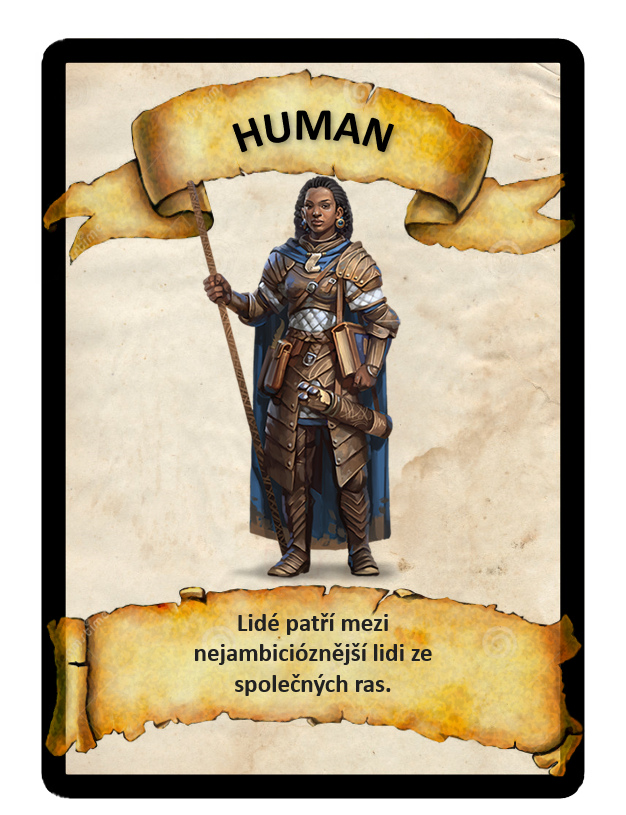 HUMAN
Lidé patří mezi
nejambicióznější lidi ze
společných ras.